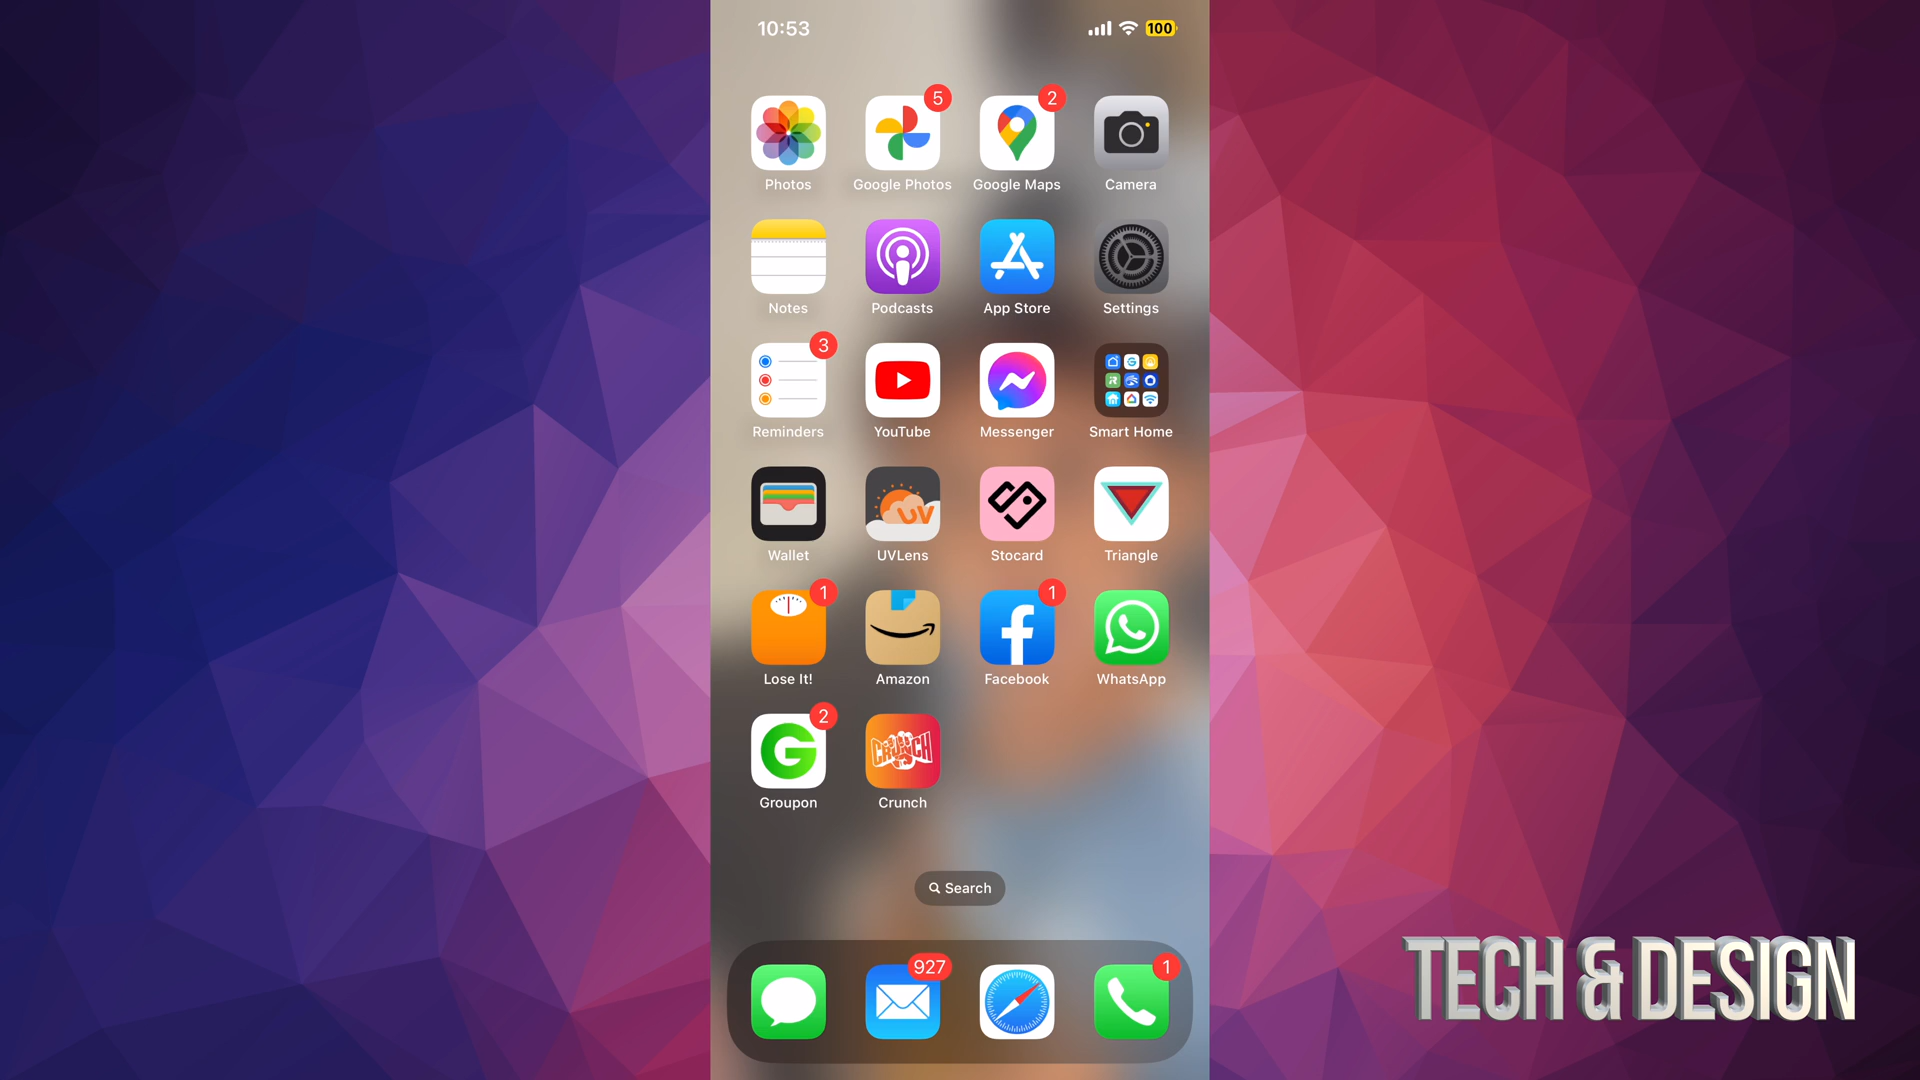 10:53
100
5
2
Photos
Google Photos
Google Maps
Camera
Notes
Podcasts
App Store
Settings
3
Reminders
YouTube
Messenger
Smart Home
UV
Wallet
UVLens
Stocard
Triangle
1
1
Lose It!
Amazon
Facebook
WhatsApp
2
CRUNCH
Groupon
Crunch
Search
927
1
TECH & DESIGN